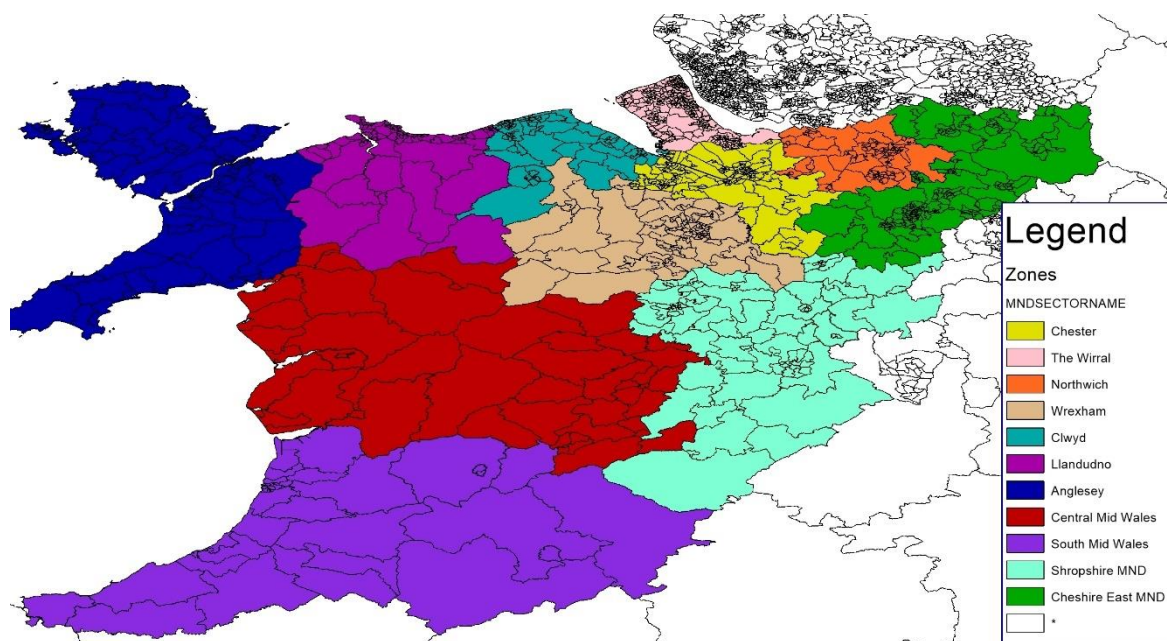 Legend
Zones
MNDSECTORNAME
Chester
The Wirral
Northwich
Wrexham
Clwyd
Llandudno
Anglesey
Central Mid Wales
South Mid Wales
Shropshire MND
Cheshire East MND
*